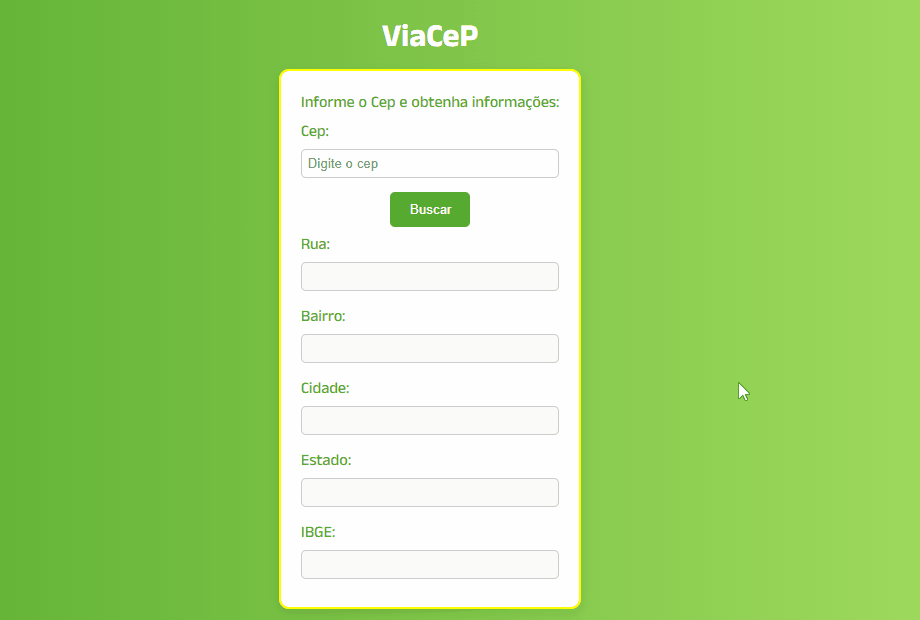 ViaCeP
Informe o Cep e obtenha informações:
Cep:
Digite o cep
Buscar
Rua:
Bairro:
Cidade:
Estado:
IBGE: